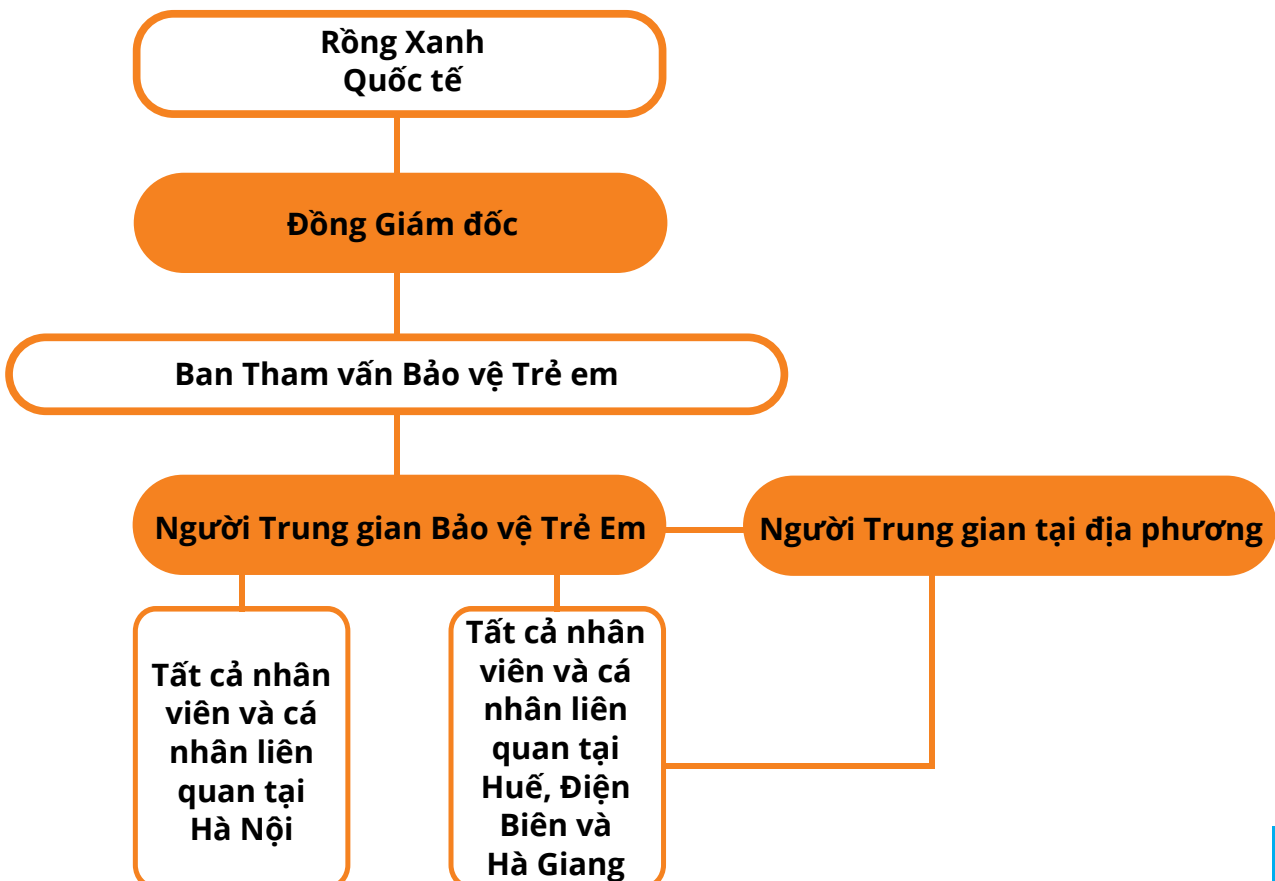 Rồng Xanh
Quốc tế
Đồng Giám đốc
Ban Tham vấn Bảo vệ Trẻ em
Người Trung gian Bảo vệ Trẻ Em
Người Trung gian tại địa phương
Tất cả nhân
viên và cá
nhân liên
quan tại
Hà Nội
Tất cả nhân
viên và cá
nhân liên
quan tại
Huế, Điện
Biên và
Hà Giang